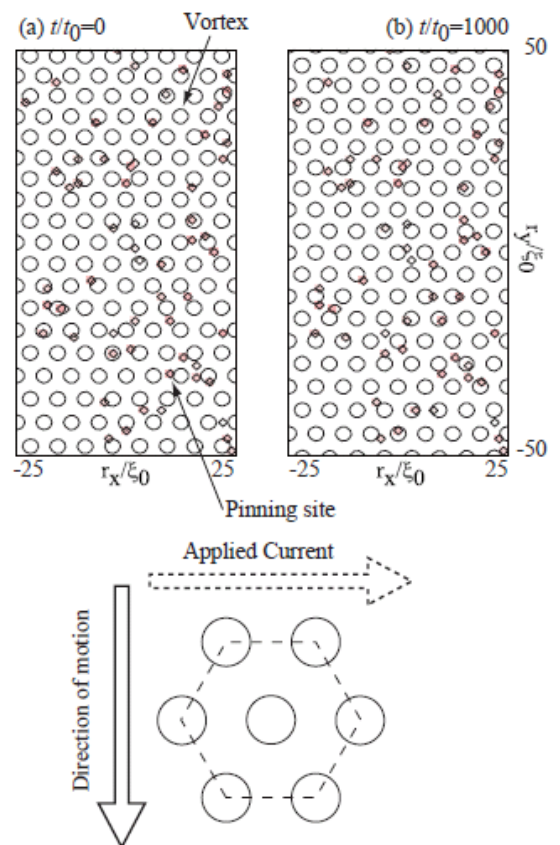 (a) t/t0=0
Vortex
(b) t/t0=1000
50
ry/ξ0
-50
-25
rx/ξ0
25
-25
rx/ξ0
25
Pinning site
Applied Current
Direction of motion